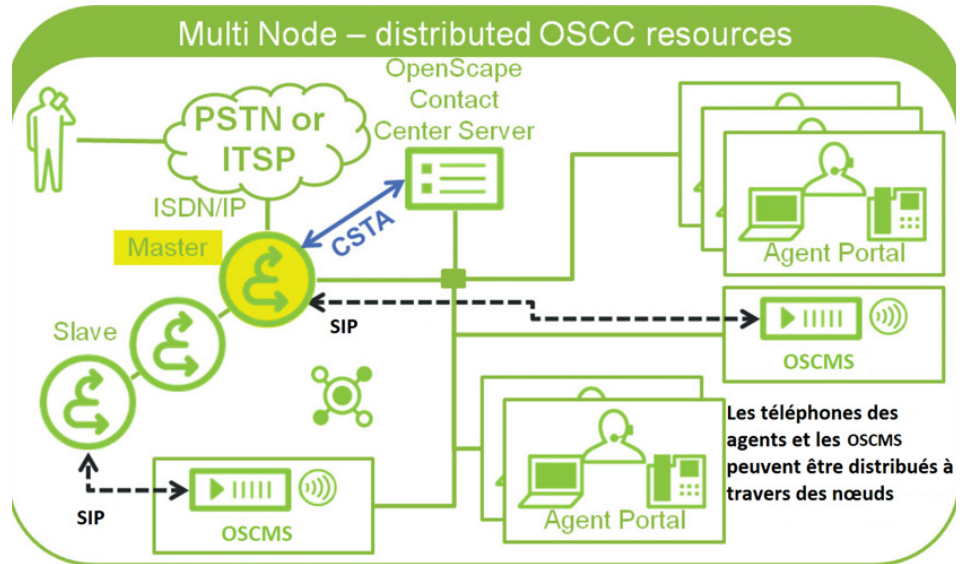 Multi Node – distributed OSCC resources
OpenScape
Contact
Center Server
PSTN or
ITSP
ISDN/IP
Master
CSTA
Agent Portal
SIP
Slave
OSCMS
Les téléphones des
agents et les OSCMS
peuvent être distribués à
travers des nœuds
Agent Portal
SIP
OSCMS